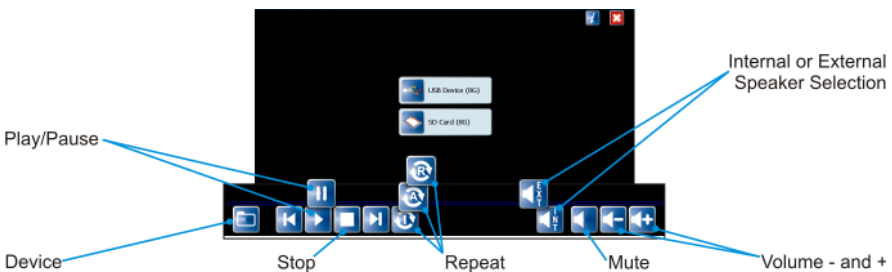 Internal or External
Speaker Selection
USB Device (8G)
SD-Card (8G)
Play/Pause
R
EXT
A
1
INT
Device
Stop
Repeat
Mute
Volume - and +